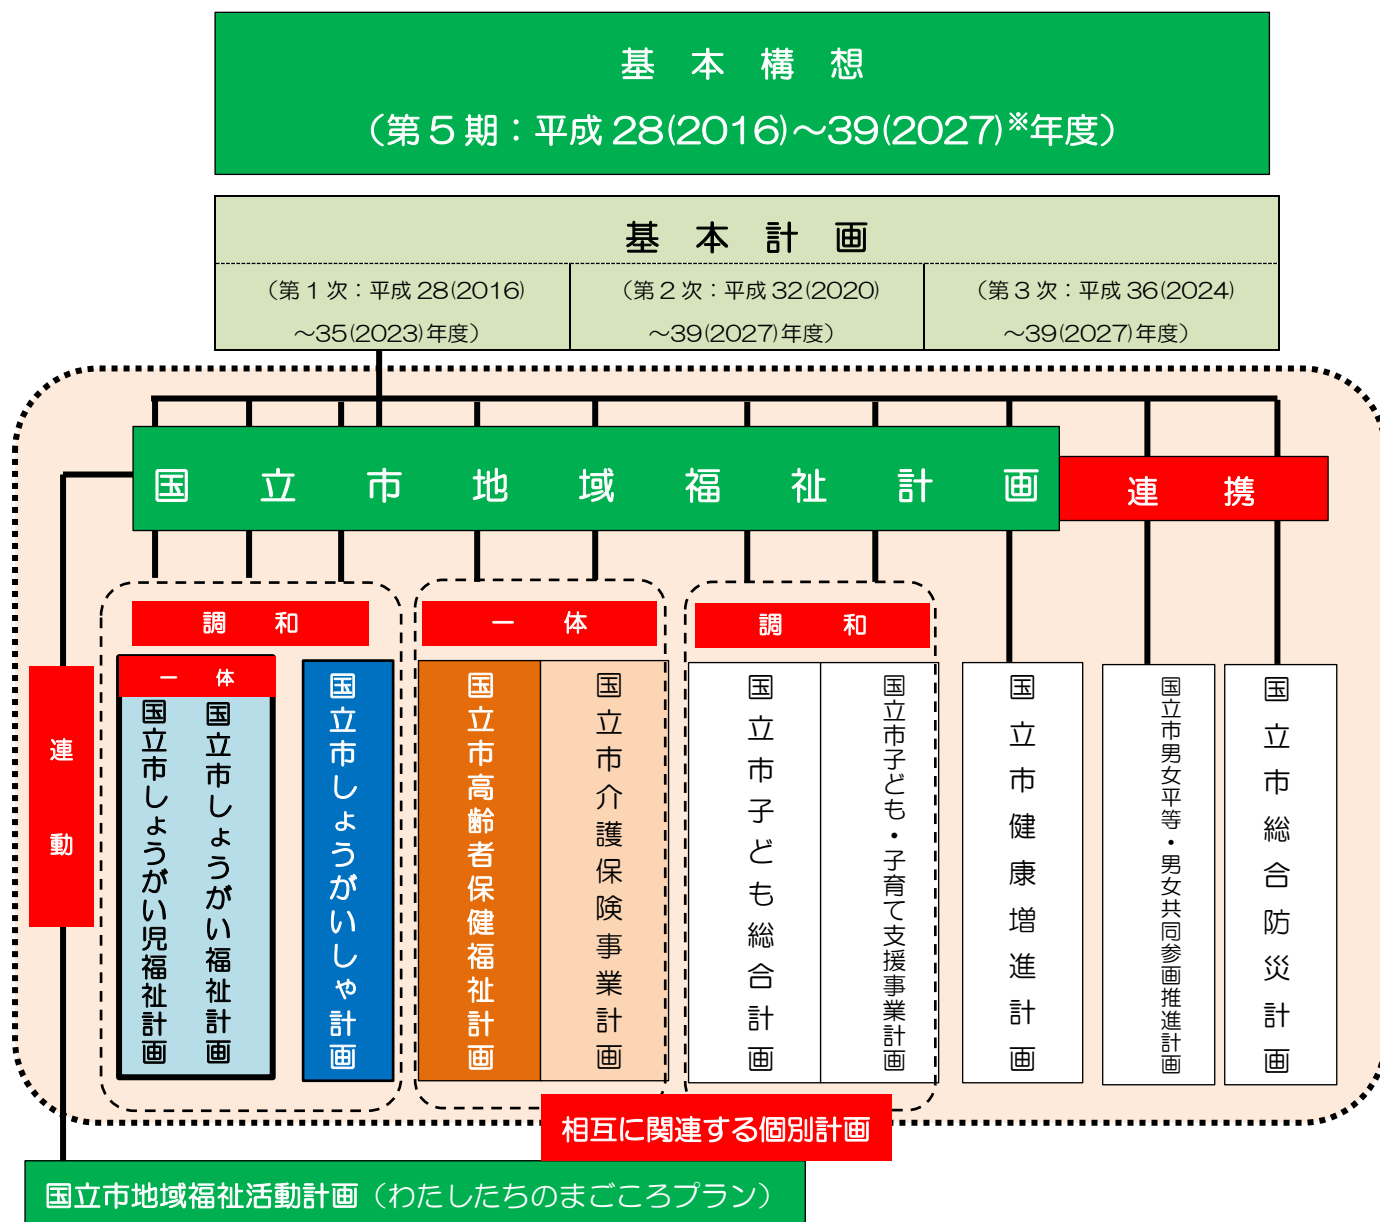 基本構想
（第５期：平成 28(2016)～39(2027)※年度）
基本計画
（第１次：平成 28(2016)
～35(2023)年度）
（第２次：平成 32(2020)
～39(2027)年度）
（第３次：平成 36(2024)
～39(2027)年度）
国立市地域福祉計画
連携
調和
一体
調和
一体
連動
国立市しょうがい児福祉計画
国立市しょうがい福祉計画
国立市しょうがいしゃ計画
国立市高齢者保健福祉計画
国立市介護保険事業計画
国立市子ども総合計画
国立市子ども・子育て支援事業計画
国立市健康増進計画
国立市男女平等・男女共同参画推進計画
国立市総合防災計画
相互に関連する個別計画
国立市地域福祉活動計画（わたしたちのまごころプラン）